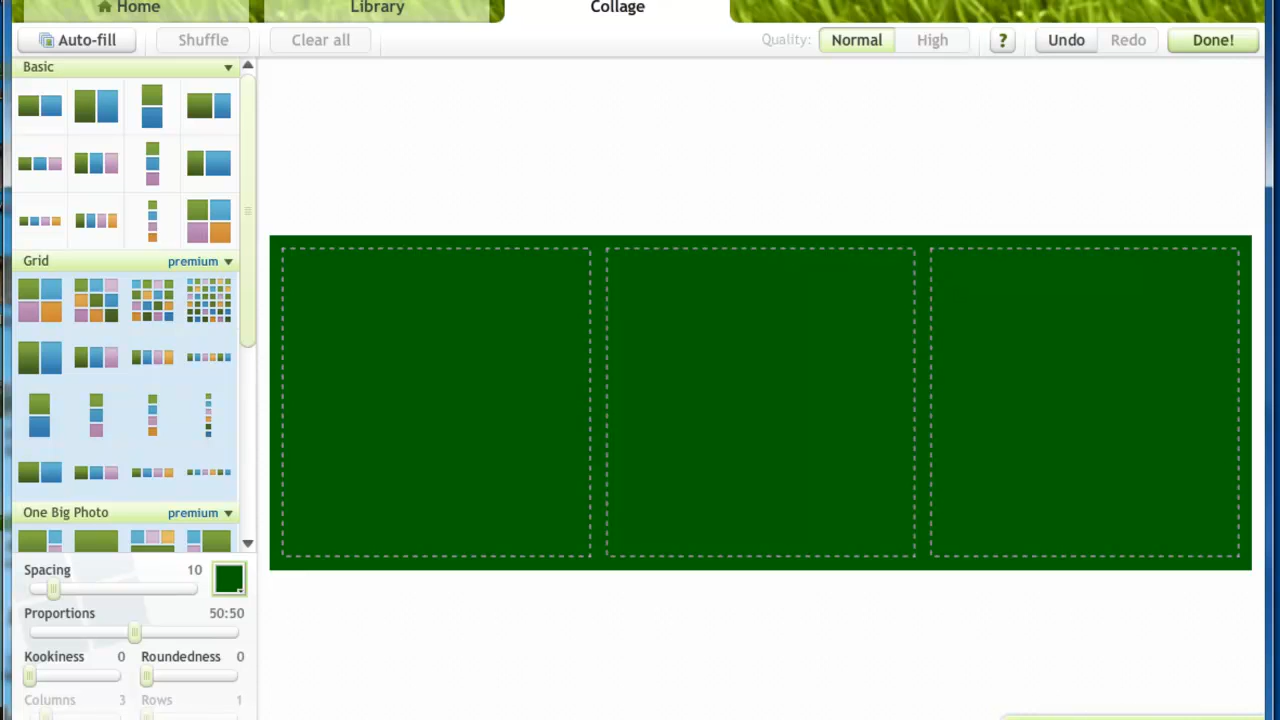 Home Library Collage
Auto-fill Shuffle Clear all Quality: Normal High ? Undo Redo Done!
Basic
Grid premium
One Big Photo premium
Spacing 10
Proportions 50:50
Kookiness 0 Roundedness 0
Columns 3 Rows 1